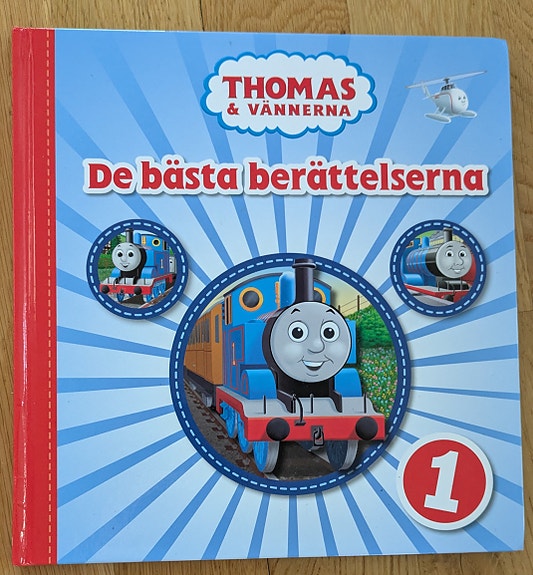 THOMAS
& VÄNNERNA
De bästa berättelserna
1